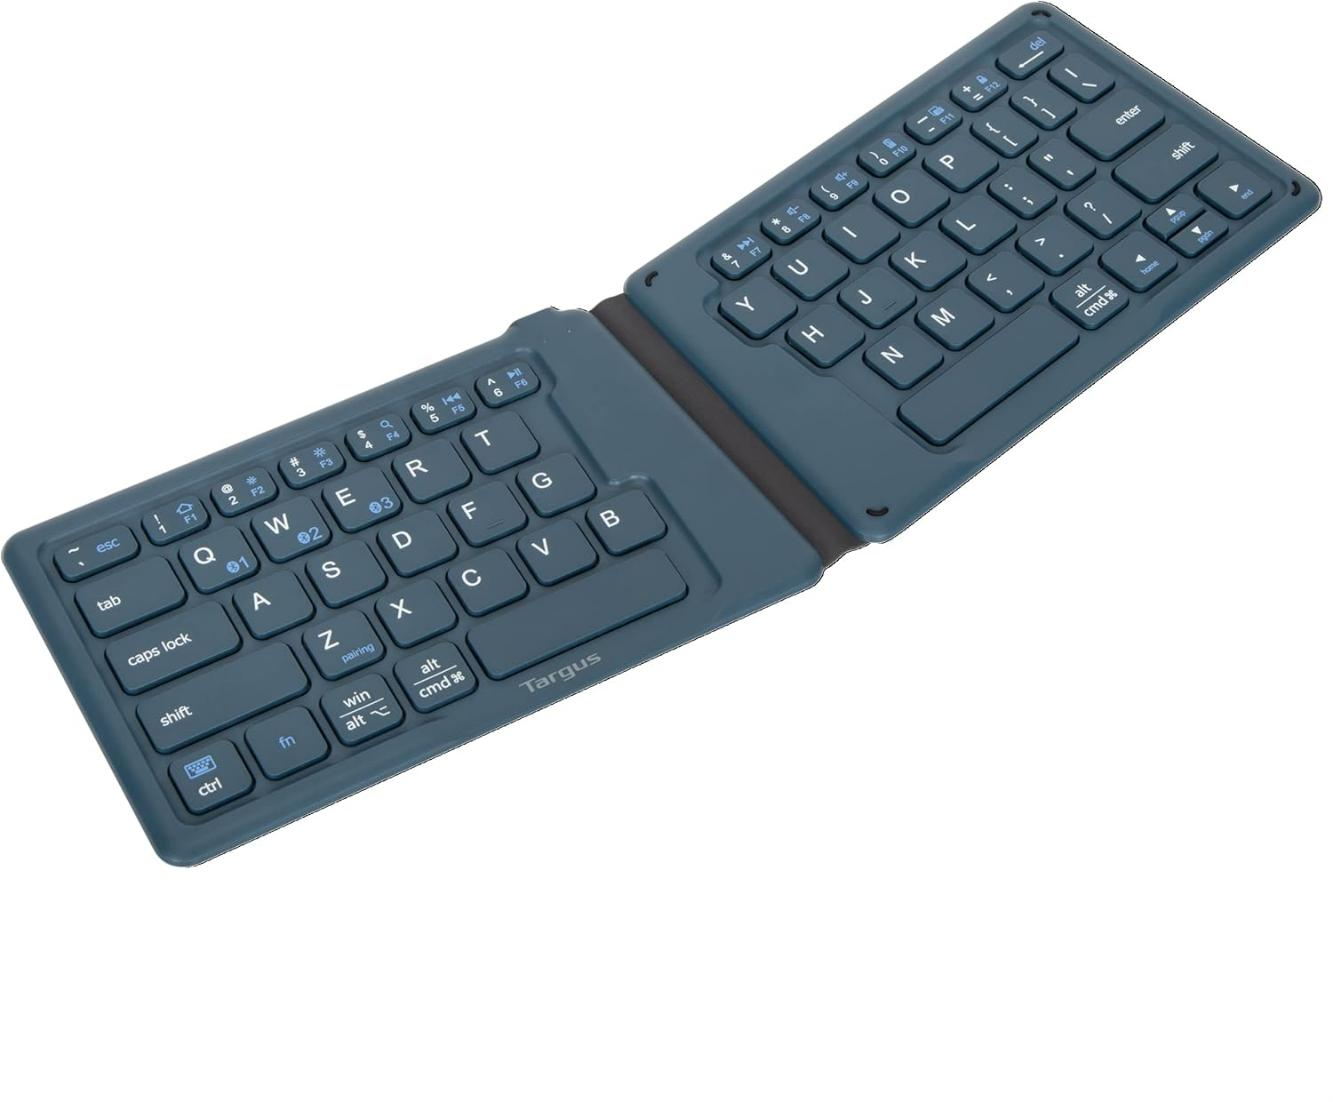 ~ ` esc
! 1 F1
@ 2 F2
# 3 F3
$ 4 F4
% 5 F5
^ 6 F6
tab
Q 1
W 2
E 3
R
T
caps lock
A
S
D
F
G
shift
Z pairing
X
C
V
B
ctrl
fn
win
alt ⌥
alt
cmd ⌘
Targus
& 7 F7
* 8 F8
( 9 F9
) 0 F10
_ - F11
+ = F12
del
Y
U
I
O
P
{ [
} ]
| \
H
J
K
L
: ;
" '
enter
N
M
< ,
> .
? /
shift
alt
cmd ⌘
home
pgup
pgdn
end